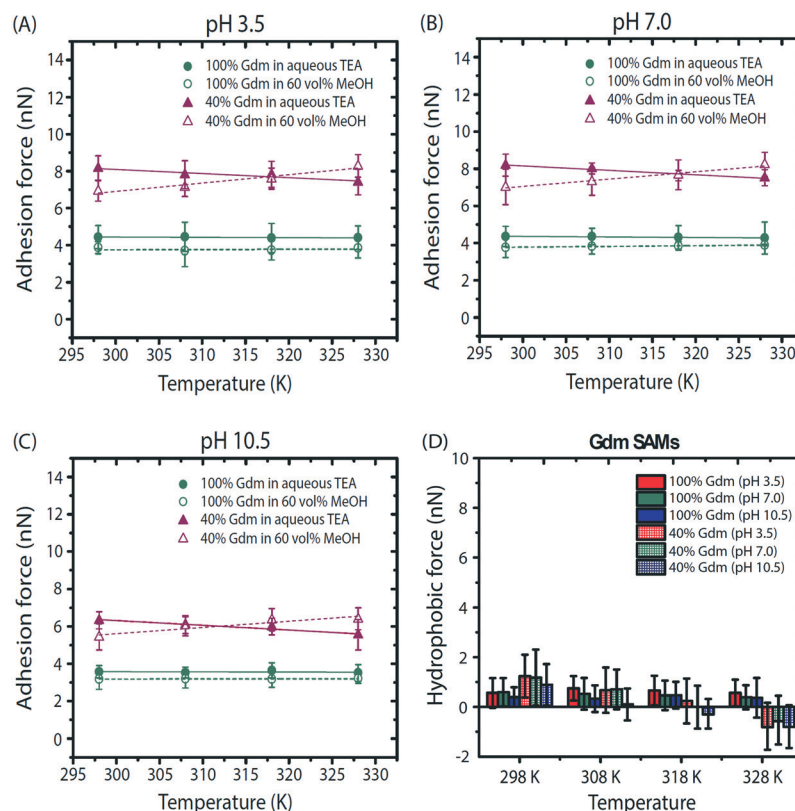 (A)
pH 3.5
Adhesion force (nN)
14
12
10
8
6
4
2
0
100% Gdm in aqueous TEA
100% Gdm in 60 vol% MeOH
40% Gdm in aqueous TEA
40% Gdm in 60 vol% MeOH
295 300 305 310 315 320 325 330
Temperature (K)
(B)
pH 7.0
Adhesion force (nN)
14
12
10
8
6
4
2
0
100% Gdm in aqueous TEA
100% Gdm in 60 vol% MeOH
40% Gdm in aqueous TEA
40% Gdm in 60 vol% MeOH
295 300 305 310 315 320 325 330
Temperature (K)
(C)
pH 10.5
Adhesion force (nN)
14
12
10
8
6
4
2
0
100% Gdm in aqueous TEA
100% Gdm in 60 vol% MeOH
40% Gdm in aqueous TEA
40% Gdm in 60 vol% MeOH
295 300 305 310 315 320 325 330
Temperature (K)
(D)
Gdm SAMs
Hydrophobic force (nN)
10
8
6
4
2
0
-2
100% Gdm (pH 3.5)
100% Gdm (pH 7.0)
100% Gdm (pH 10.5)
40% Gdm (pH 3.5)
40% Gdm (pH 7.0)
40% Gdm (pH 10.5)
298 K 308 K 318 K 328 K
Temperature